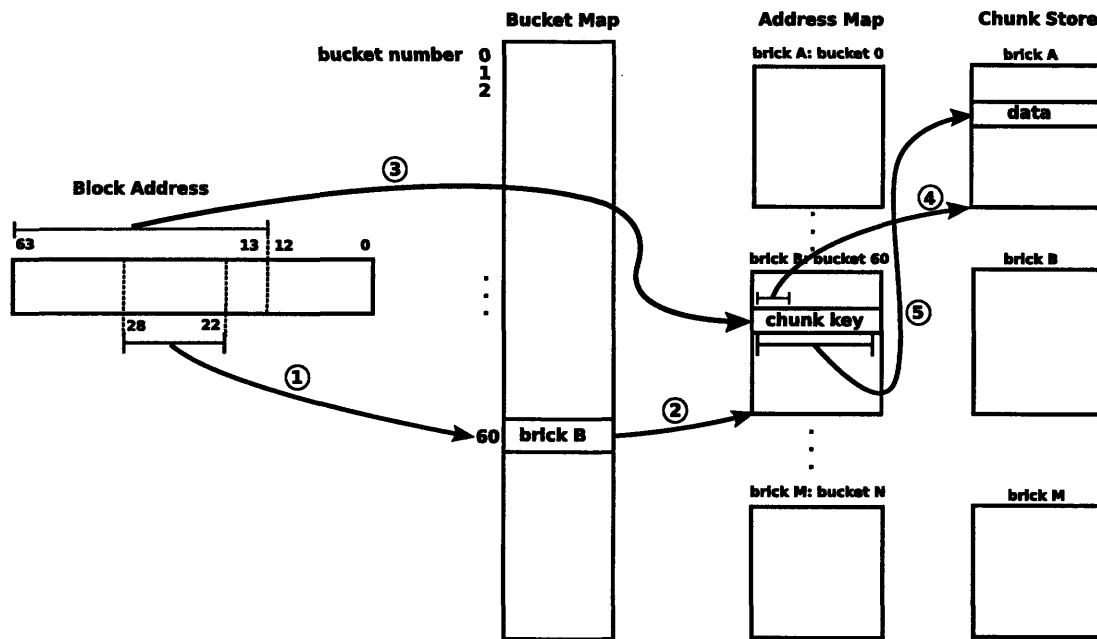 Bucket Map
Address Map
Chunk Store
bucket number 0
1
2
brick A: bucket 0
brick A
data
③
Block Address
④
63 13 12 0
brick B: bucket 60
brick B
chunk key
⑤
28 22
①
②
60 brick B
brick M: bucket N
brick M